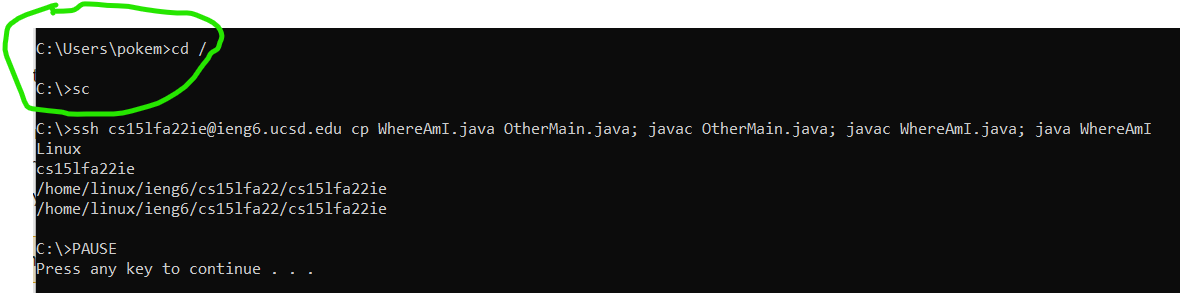 C:\Users\pokem>cd /
C:\>sc
C:\>ssh cs15lfa22ie@ieng6.ucsd.edu cp WhereAmI.java OtherMain.java; javac OtherMain.java; javac WhereAmI.java; java WhereAmI
Linux
cs15lfa22ie
/home/linux/ieng6/cs15lfa22/cs15lfa22ie
/home/linux/ieng6/cs15lfa22/cs15lfa22ie
C:\>PAUSE
Press any key to continue . . .